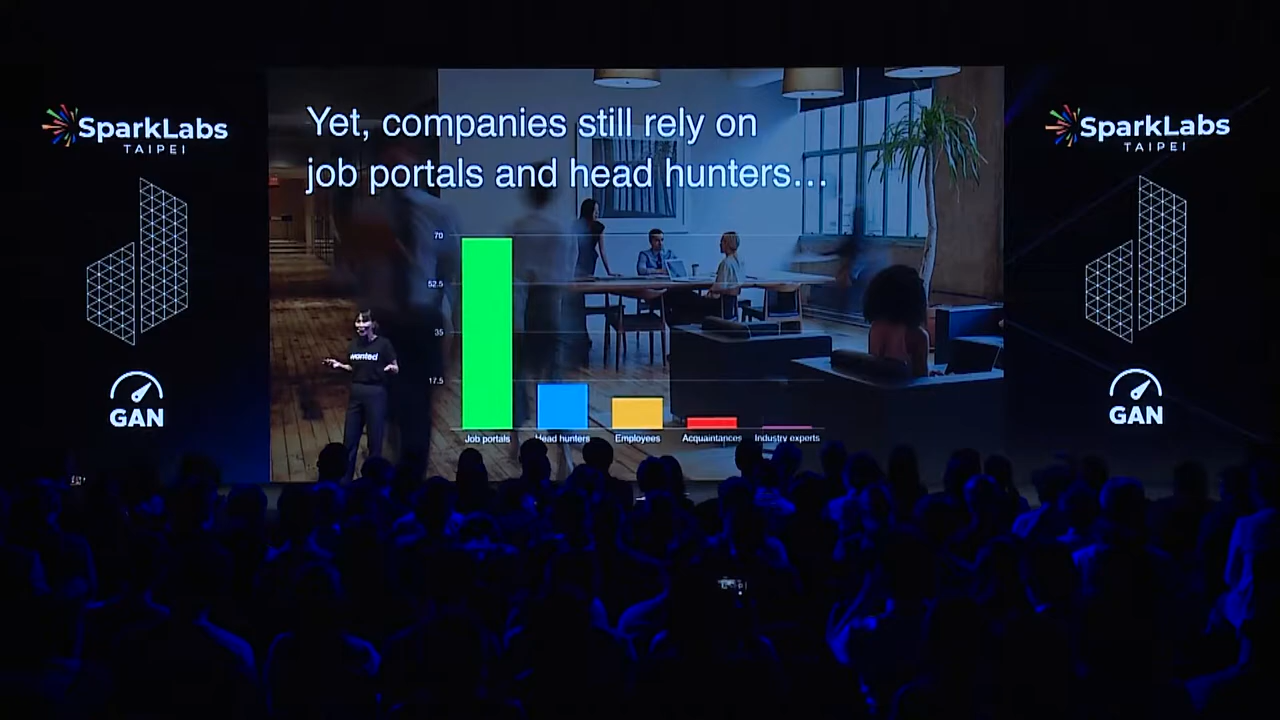 SparkLabs
TAIPEI
GAN
Yet, companies still rely on
job portals and head hunters...
70
52.5
35
17.5
Job portals
Head hunters
Employees
Acquaintances
Industry experts
wanted
SparkLabs
TAIPEI
GAN